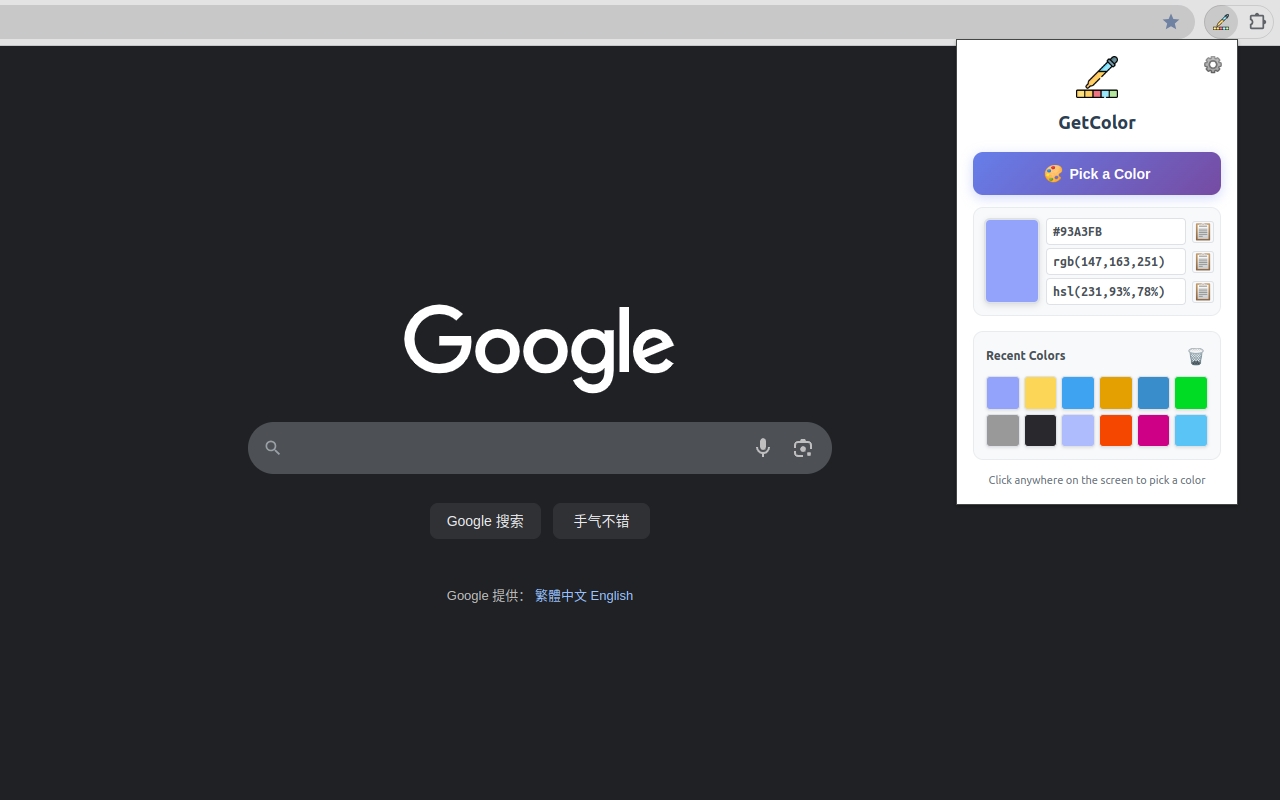 GetColor
Pick a Color
#93A3FB
rgb(147,163,251)
hsl(231,93%,78%)
Recent Colors
Click anywhere on the screen to pick a color
Google
Google 搜索
手气不错
Google 提供： 繁體中文 English